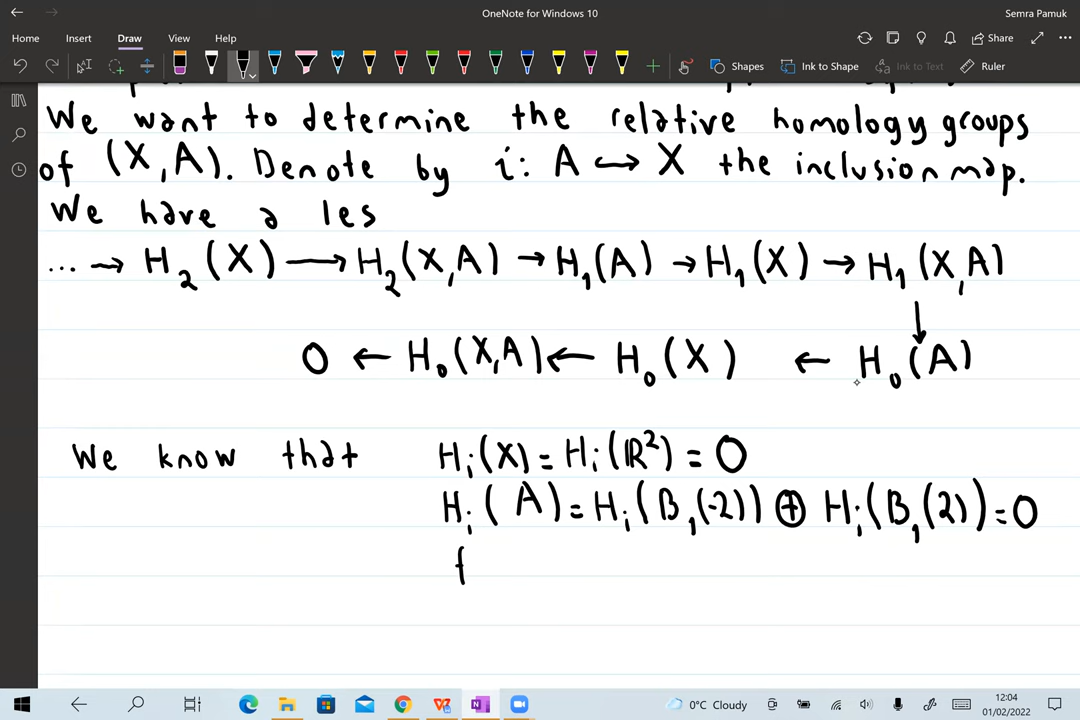 OneNote for Windows 10
Semra Pamuk
Home Insert Draw View Help
Share
Shapes Ink to Shape Ink to Text Ruler
We want to determine the relative homology groups
of (X, A). Denote by i: A ↪ X the inclusion map.
We have a les
... → H₂(X) ⟶ H₂(X,A) → H₁(A) → H₁(X) → H₁(X,A)
↓
0 ← H₀(X,A) ← H₀(X) ← H₀(A)
We know that Hᵢ(X) = Hᵢ(ℝ²) = 0
Hᵢ(A) = Hᵢ(B₁(-2)) ⊕ Hᵢ(B₁(2)) = 0
f
0°C Cloudy
12:04
01/02/2022